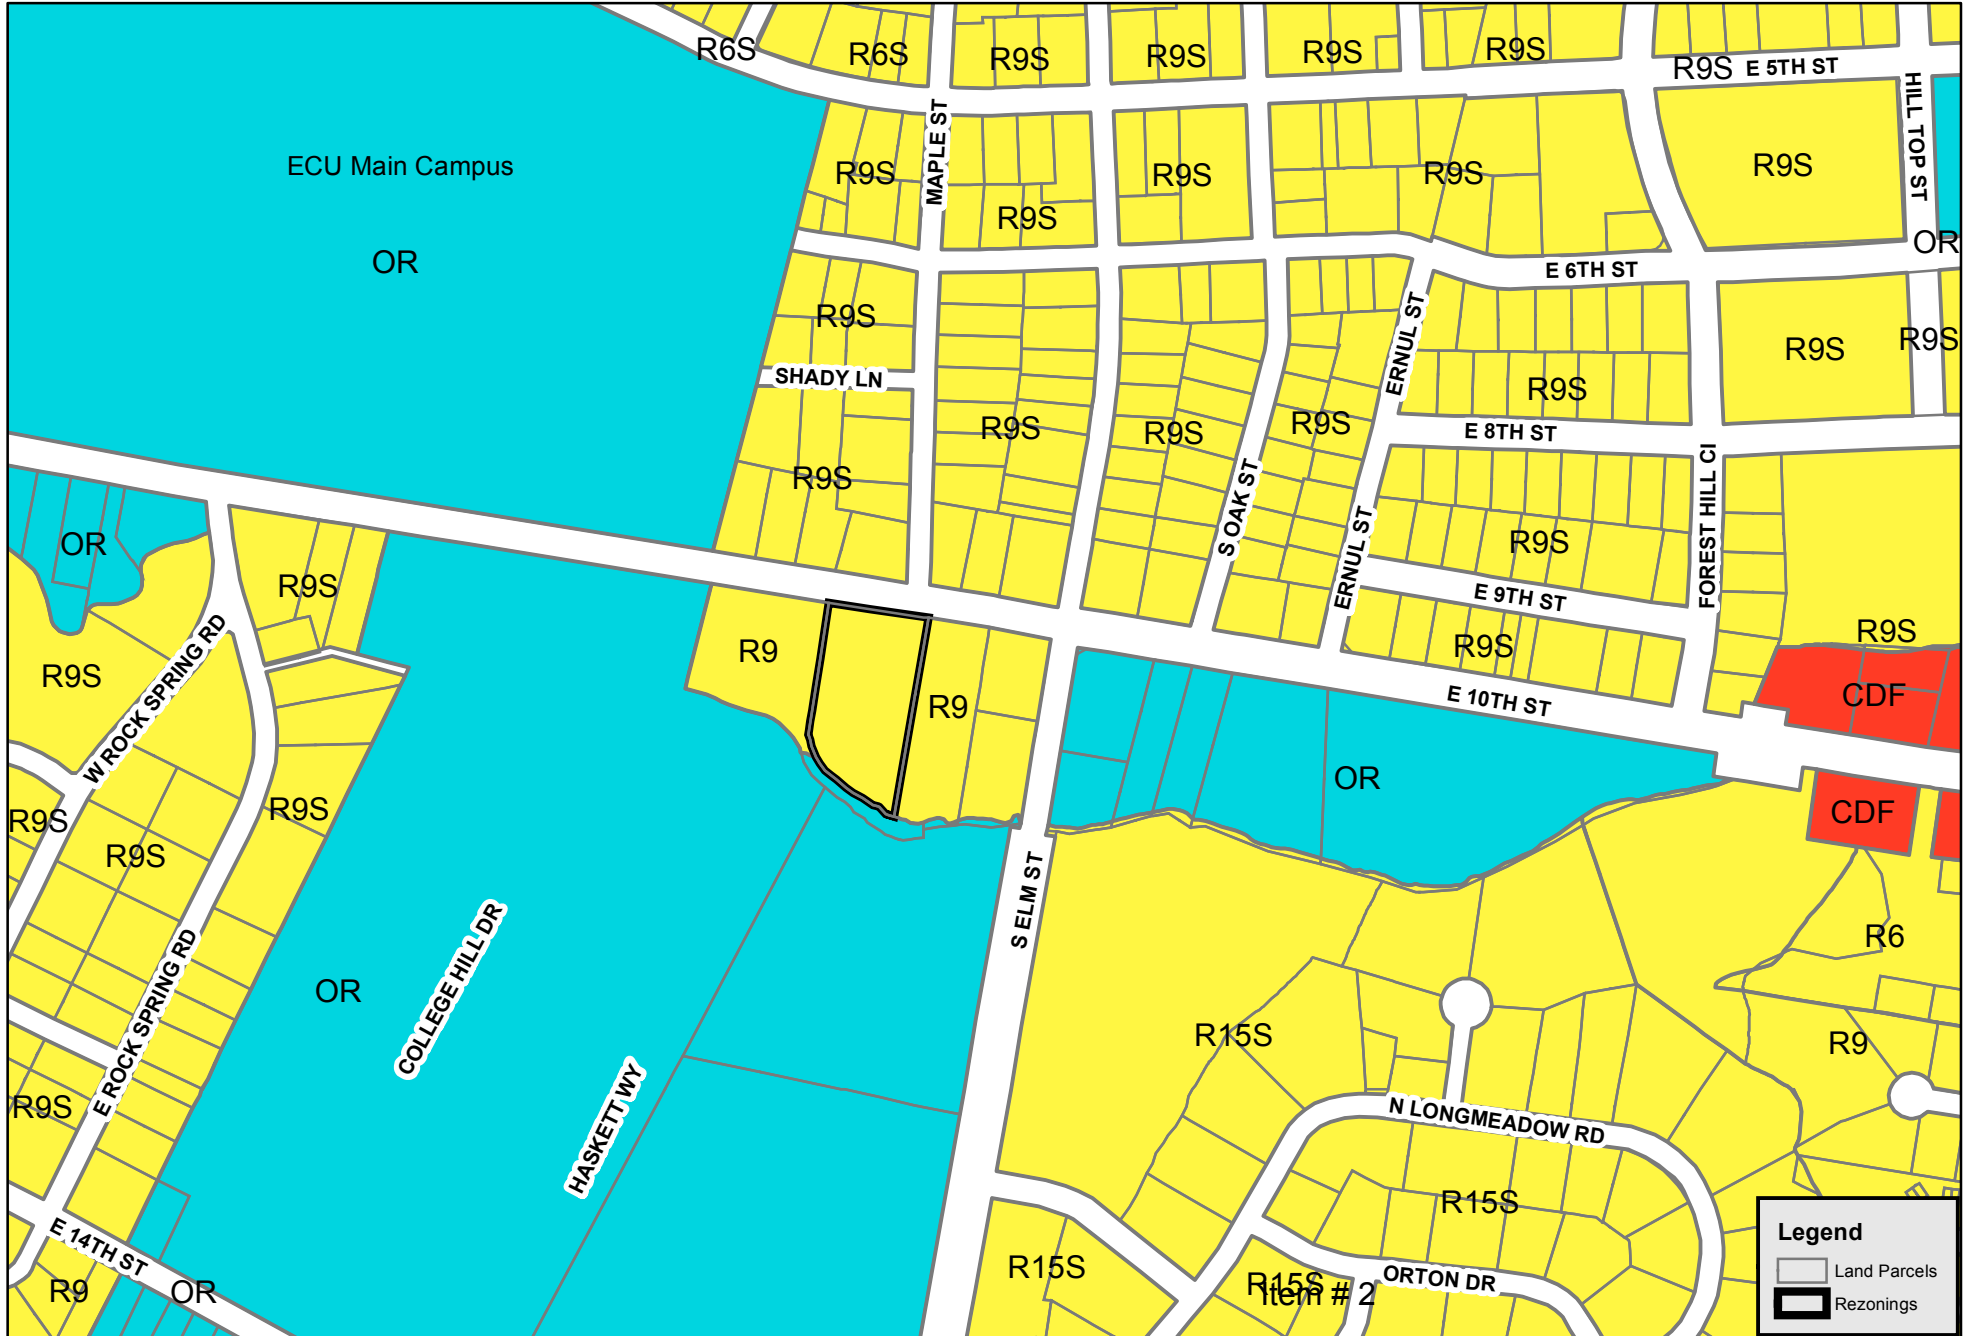 R6S
R6S
R9S
R9S
R9S
R9S
R9S
E 5TH ST
HILL TOP ST
ECU Main Campus
OR
MAPLE ST
R9S
R9S
R9S
R9S
R9S
OR
E 6TH ST
R9S
SHADY LN
R9S
R9S
R9S
R9S
R9S
ERNUL ST
R9S
R9S
R9S
E 8TH ST
S OAK ST
ERNUL ST
R9S
E 9TH ST
R9S
FOREST HILL CI
R9S
OR
R9S
R9S
W ROCK SPRING RD
R9
R9
E 10TH ST
CDF
CDF
OR
R9S
R9S
R9S
E ROCK SPRING RD
R9S
OR
COLLEGE HILL DR
HASKETT WY
S ELM ST
R6
R9
R15S
N LONGMEADOW RD
R15S
R15S
R15S
ORTON DR
Item # 2
E 14TH ST
R9
OR
Legend
Land Parcels
Rezonings